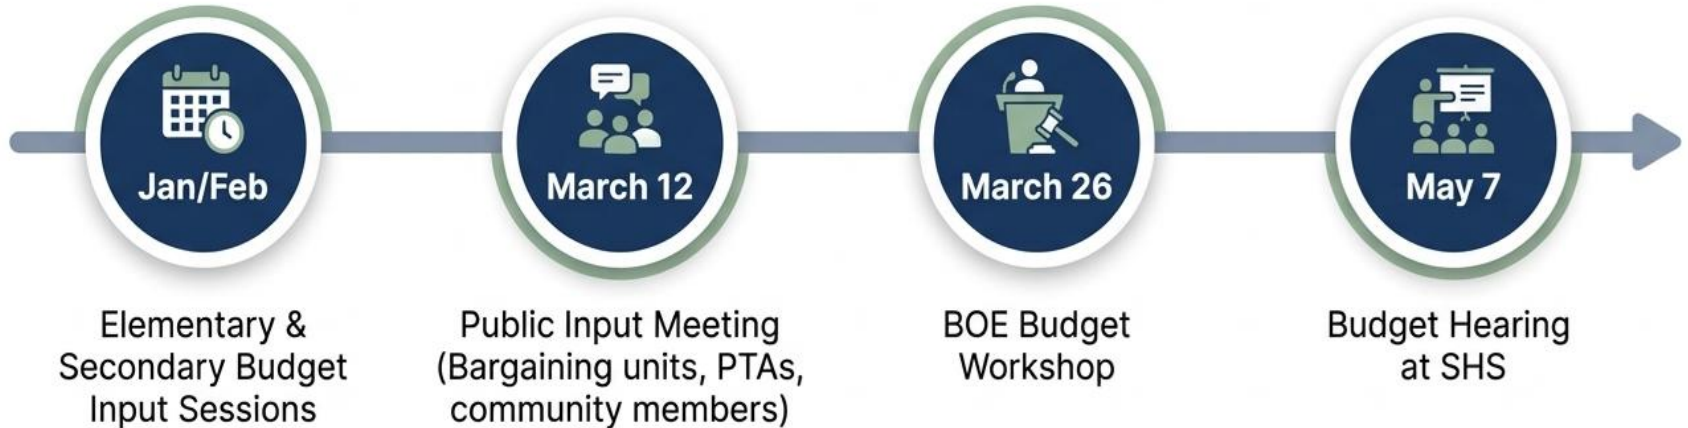 Jan/Feb
Elementary &
Secondary Budget
Input Sessions
March 12
Public Input Meeting
(Bargaining units, PTAs,
community members)
March 26
BOE Budget
Workshop
May 7
Budget Hearing
at SHS